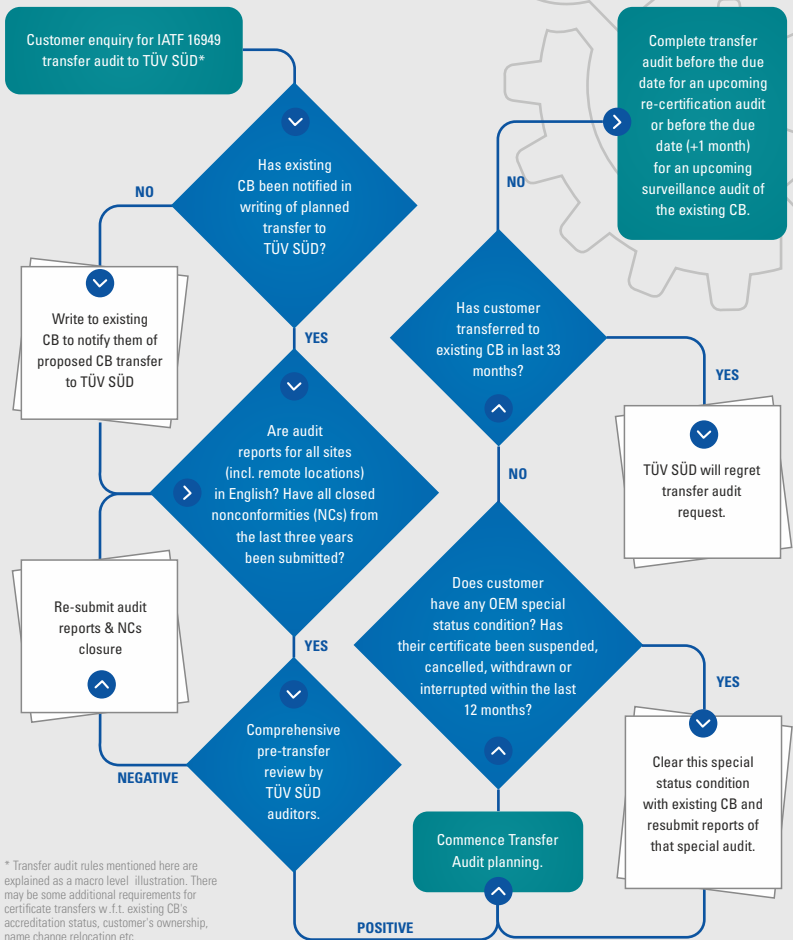 Customer enquiry for IATF 16949
transfer audit to TÜV SÜD*
Has existing
CB been notified in
writing of planned
transfer to
TÜV SÜD?
NO
Write to existing
CB to notify them of
proposed CB transfer
to TÜV SÜD
YES
Are audit
reports for all sites
(incl. remote locations)
in English? Have all closed
nonconformities (NCs) from
the last three years
been submitted?
Re-submit audit
reports & NCs
closure
YES
Comprehensive
pre-transfer
review by
TÜV SÜD
auditors.
NEGATIVE
POSITIVE
Commence Transfer
Audit planning.
Does customer
have any OEM special
status condition? Has
their certificate been suspended,
cancelled, withdrawn or
interrupted within the last
12 months?
YES
Clear this special
status condition
with existing CB and
resubmit reports of
that special audit.
NO
Has customer
transferred to
existing CB in last 33
months?
YES
TÜV SÜD will regret
transfer audit
request.
NO
Complete transfer
audit before the due
date for an upcoming
re-certification audit
or before the due
date (+1 month)
for an upcoming
surveillance audit of
the existing CB.
* Transfer audit rules mentioned here are
explained as a macro level illustration. There
may be some additional requirements for
certificate transfers w.f.t. existing CB's
accreditation status, customer's ownership,
name change relocation etc.